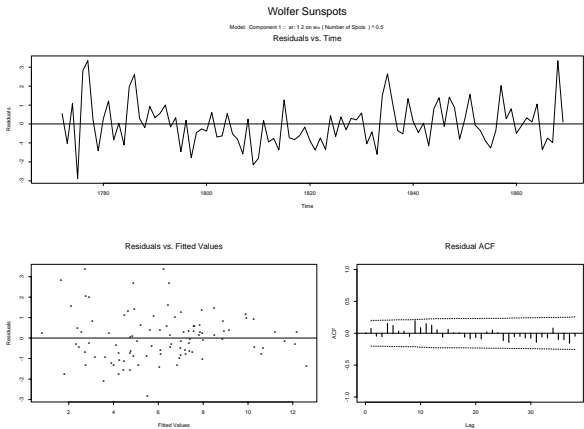 Wolfer Sunspots
Model: Component 1 :: ar: 1 2 on w= ( Number of Spots ) ^ 0.5
Residuals vs. Time
Residuals
3
2
1
0
-1
-2
-3
1780 1800 1820 1840 1860
Time
Residuals vs. Fitted Values
Residuals
3
2
1
0
-1
-2
-3
2 4 6 8 10 12
Fitted Values
Residual ACF
ACF
1.0
0.5
0.0
-0.5
-1.0
0 10 20 30
Lag